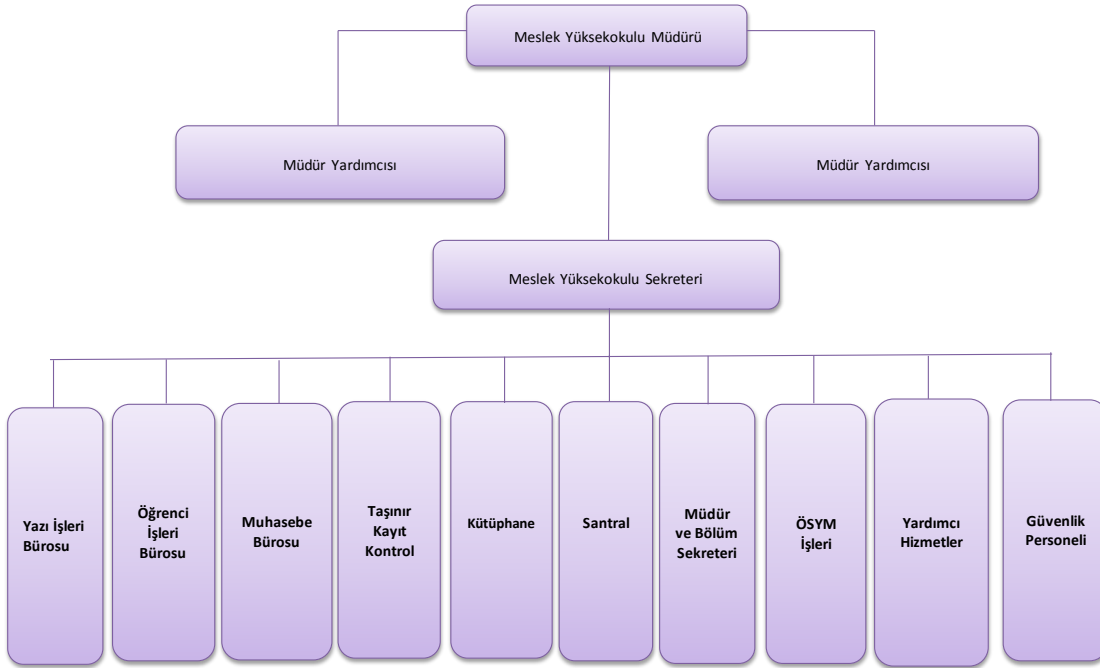 Meslek Yüksekokulu Müdürü
Müdür Yardımcısı
Müdür Yardımcısı
Meslek Yüksekokulu Sekreteri
Yazı İşleri
Bürosu
Öğrenci
İşleri
Bürosu
Muhasebe
Bürosu
Taşınır
Kayıt
Kontrol
Kütüphane
Santral
Müdür
ve Bölüm
Sekreteri
ÖSYM
İşleri
Yardımcı
Hizmetler
Güvenlik
Personeli